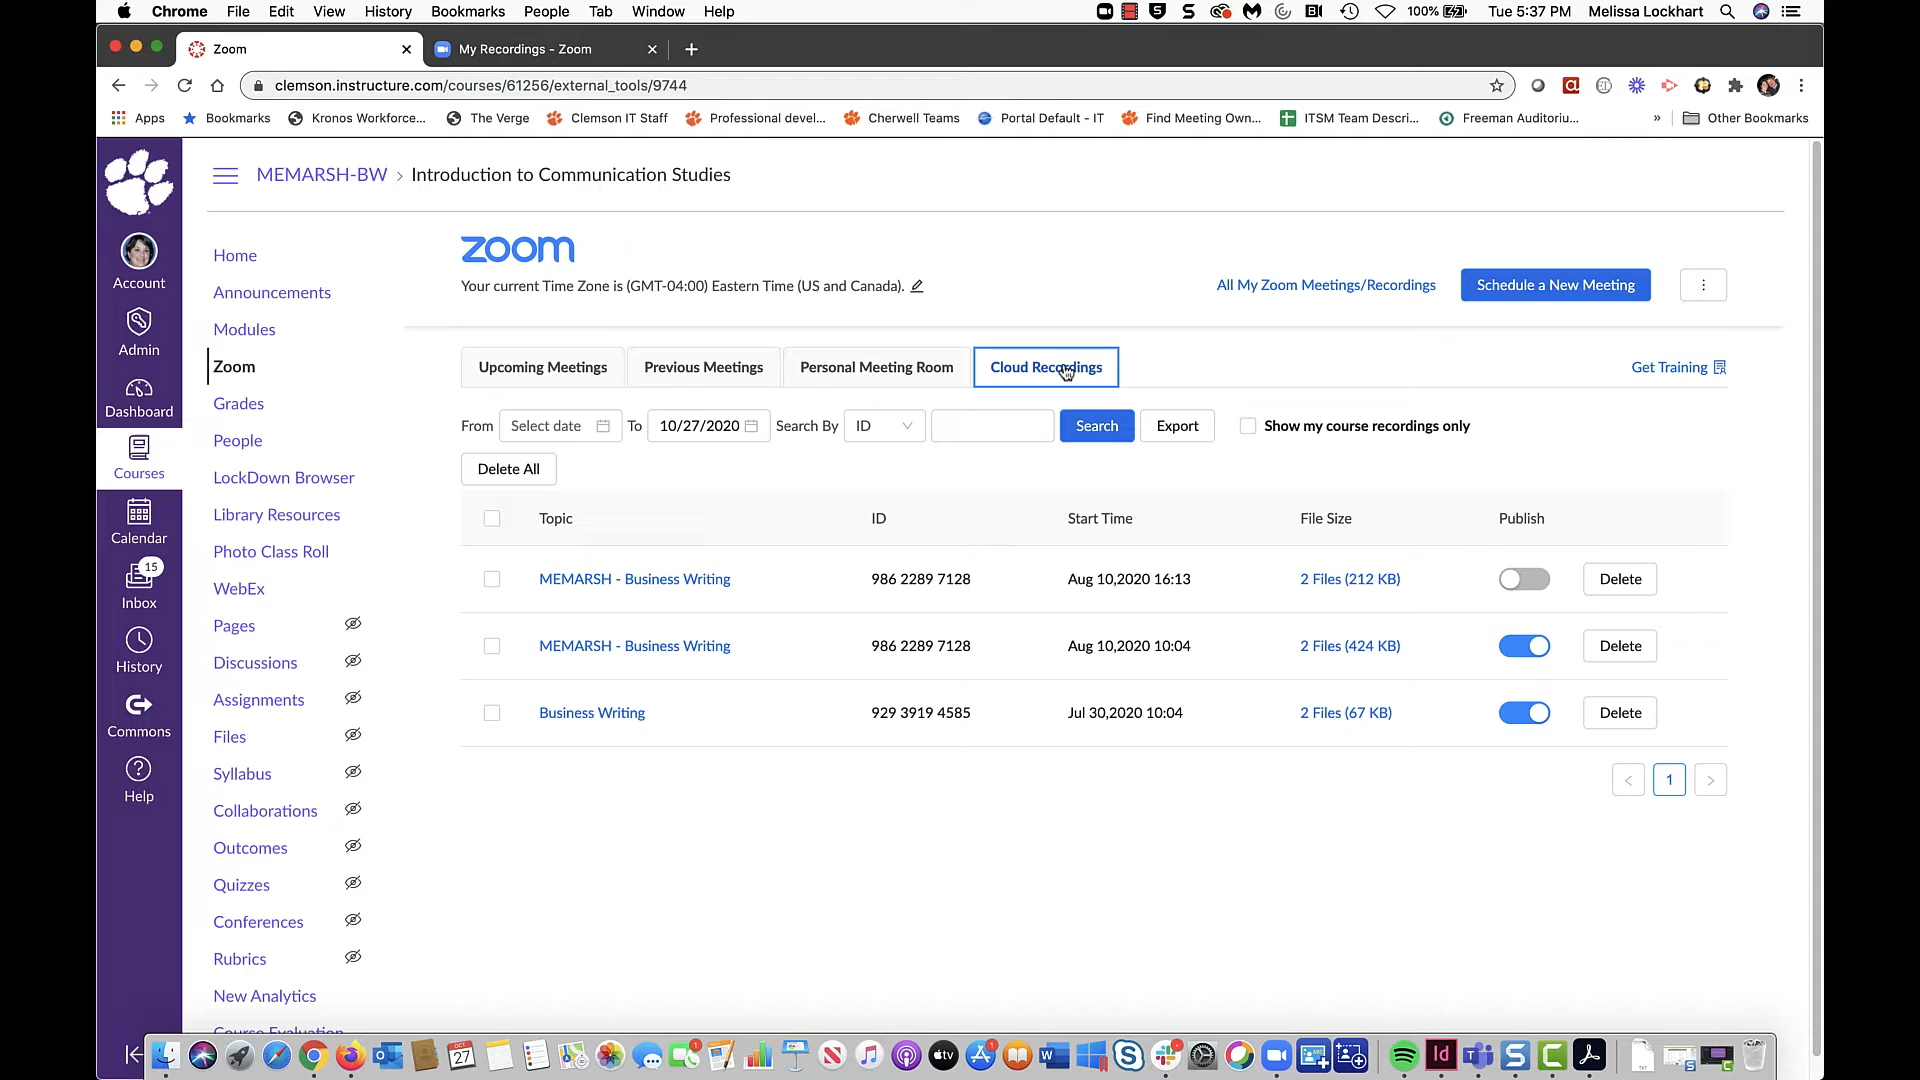 Chrome File Edit View History Bookmarks People Tab Window Help
100% Tue 5:37 PM Melissa Lockhart
Zoom
My Recordings - Zoom
clemson.instructure.com/courses/61256/external_tools/9744
Apps Bookmarks Kronos Workforce... The Verge Clemson IT Staff Professional devel... Cherwell Teams Portal Default - IT Find Meeting Own... ITSM Team Descri... Freeman Auditoriu... » Other Bookmarks
MEMARSH-BW > Introduction to Communication Studies
Account
Admin
Dashboard
Courses
Calendar
15
Inbox
History
Commons
Help
Home
Announcements
Modules
Zoom
Grades
People
LockDown Browser
Library Resources
Photo Class Roll
WebEx
Pages
Discussions
Assignments
Files
Syllabus
Collaborations
Outcomes
Quizzes
Conferences
Rubrics
New Analytics
Course Evaluation
zoom
Your current Time Zone is (GMT-04:00) Eastern Time (US and Canada).
All My Zoom Meetings/Recordings
Schedule a New Meeting
Upcoming Meetings Previous Meetings Personal Meeting Room Cloud Recordings
Get Training
From Select date To 10/27/2020 Search By ID Search Export Show my course recordings only
Delete All
Topic ID Start Time File Size Publish
MEMARSH - Business Writing 986 2289 7128 Aug 10,2020 16:13 2 Files (212 KB) Delete
MEMARSH - Business Writing 986 2289 7128 Aug 10,2020 10:04 2 Files (424 KB) Delete
Business Writing 929 3919 4585 Jul 30,2020 10:04 2 Files (67 KB) Delete
< 1 >
OCT
27
tv
W
Id